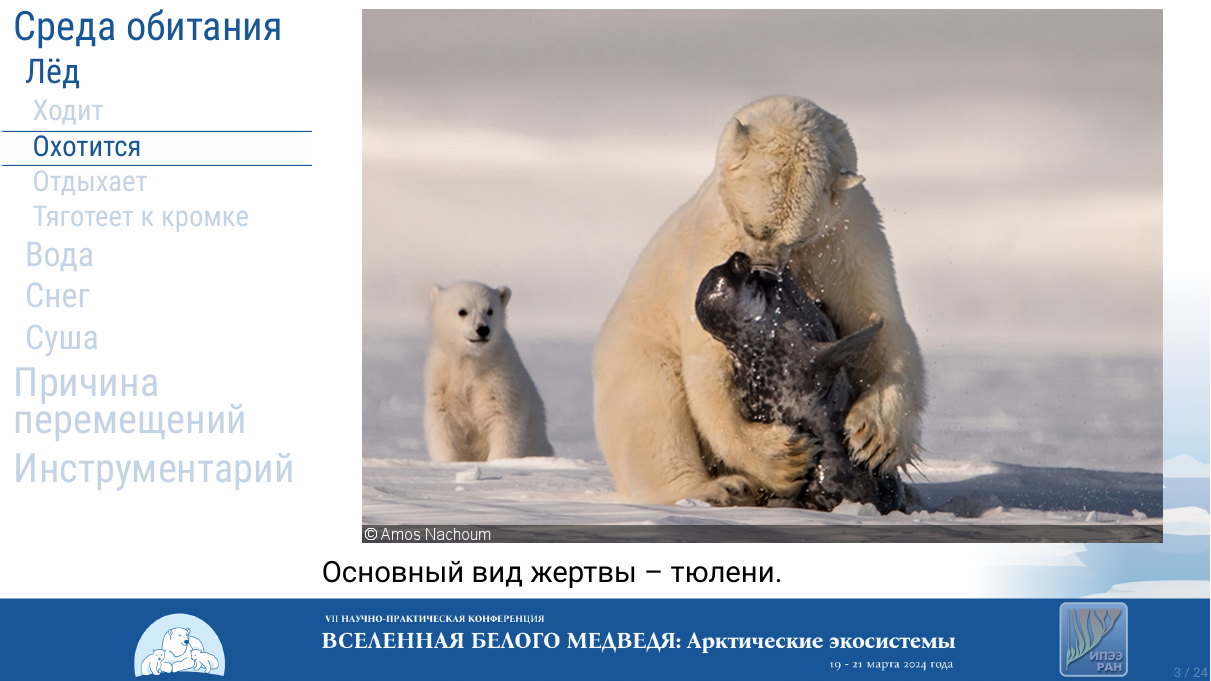 Среда обитания
Лёд
Ходит
Охотится
Отдыхает
Тяготеет к кромке
Вода
Снег
Суша
Причина
перемещений
Инструментарий
© Amos Nachoum
Основный вид жертвы – тюлени.
VII НАУЧНО-ПРАКТИЧЕСКАЯ КОНФЕРЕНЦИЯ
ВСЕЛЕННАЯ БЕЛОГО МЕДВЕДЯ: Арктические экосистемы
19 - 21 марта 2024 года
ИПЭЭ
РАН
3 / 24